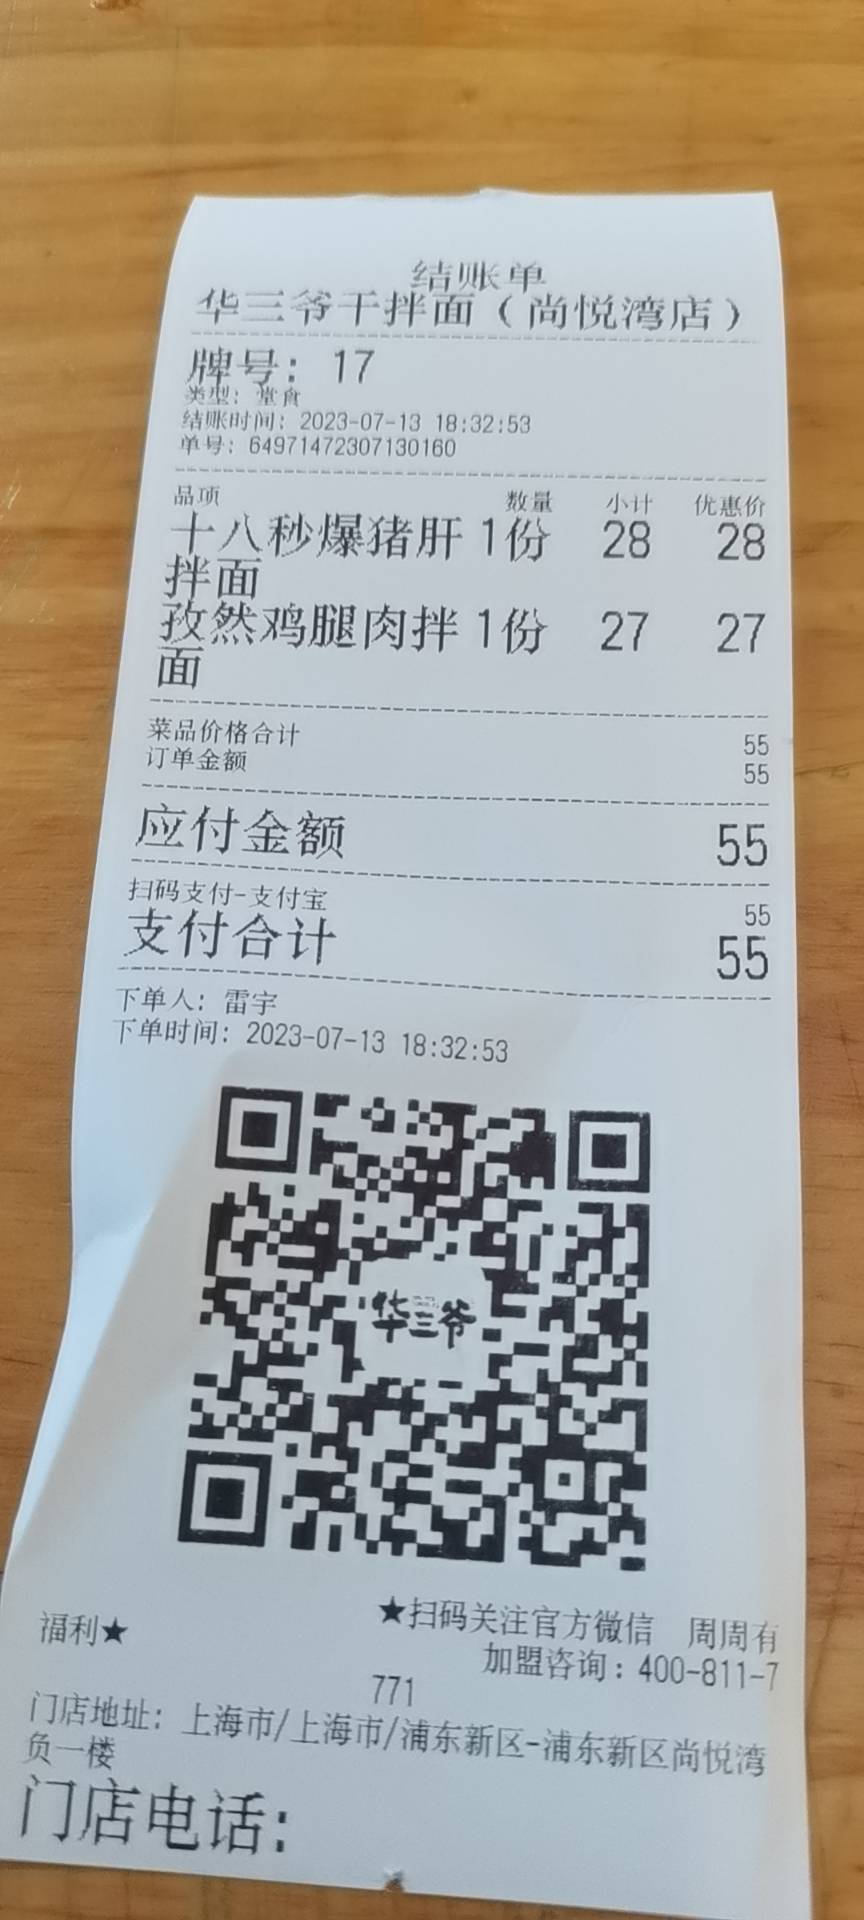 结账单
华三爷干拌面（尚悦湾店）
牌号：17
类型：堂食
结账时间：2023-07-13 18:32:53
单号：64971472307130160
品项 数量 小计 优惠价
十八秒爆猪肝 1份 28 28
拌面
孜然鸡腿肉拌 1份 27 27
面
菜品价格合计 55
订单金额 55
应付金额 55
扫码支付-支付宝 55
支付合计 55
下单人：雷宇
下单时间：2023-07-13 18:32:53
华三爷
★扫码关注官方微信 周周有
福利★
加盟咨询：400-811-7
771
门店地址：上海市/上海市/浦东新区-浦东新区尚悦湾
负一楼
门店电话：